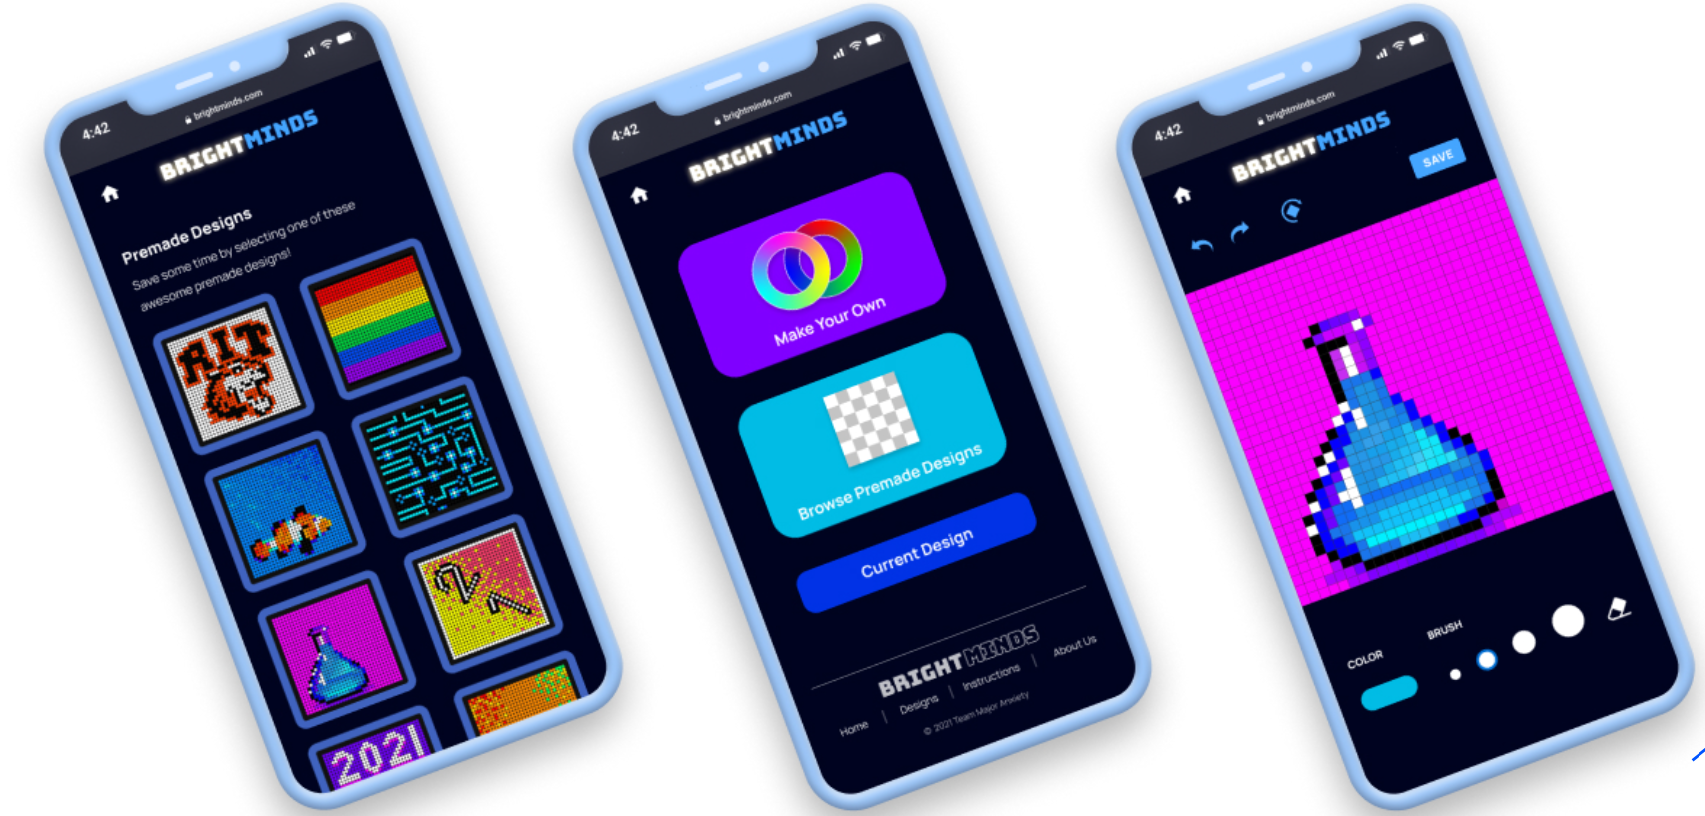 4:42
brightminds.com
BRIGHTMINDS
Premade Designs
Save some time by selecting one of these
awesome premade designs!
RIT
2021
4:42
brightminds.com
BRIGHTMINDS
Make Your Own
Browse Premade Designs
Current Design
BRIGHTMINDS
Home | Designs | Instructions | About Us
© 2021 Team Major Anxiety
4:42
brightminds.com
BRIGHTMINDS
SAVE
COLOR
BRUSH